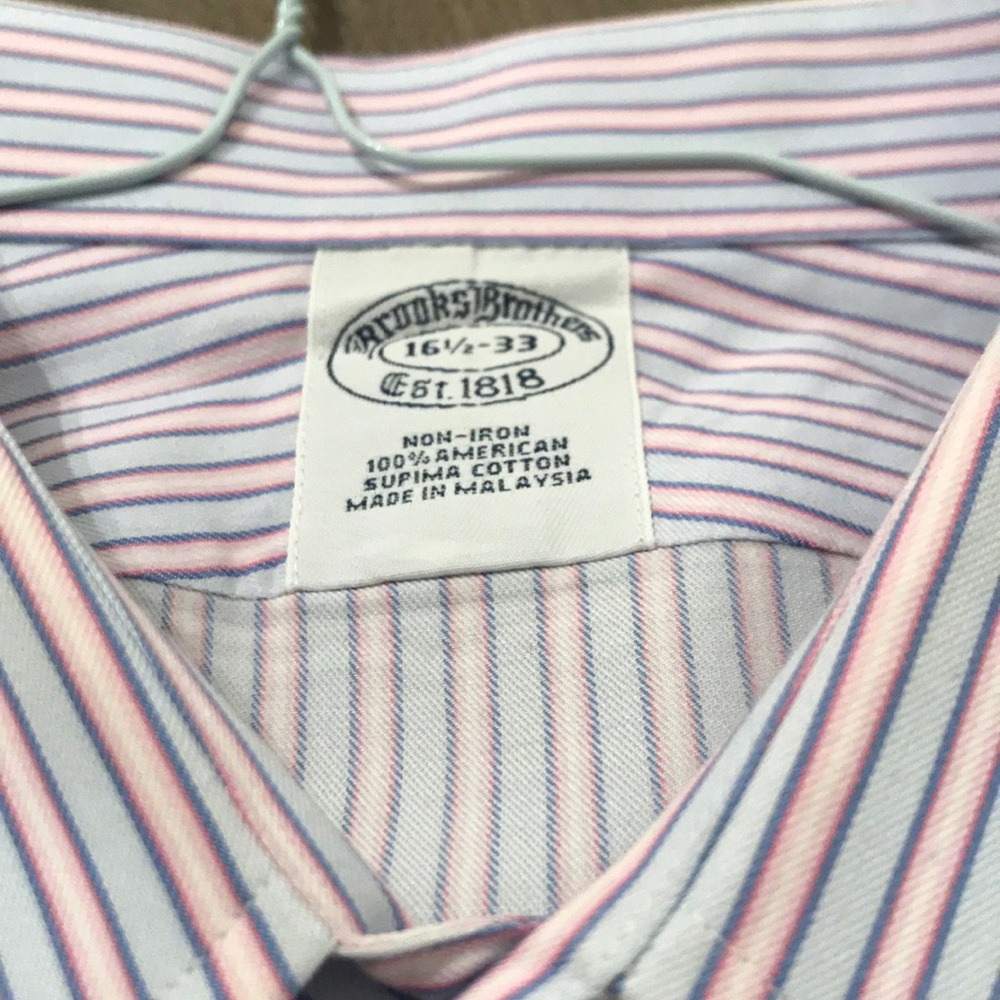 Brooks Brothers
16½-33
Est. 1818
NON-IRON
100% AMERICAN
SUPIMA COTTON
MADE IN MALAYSIA